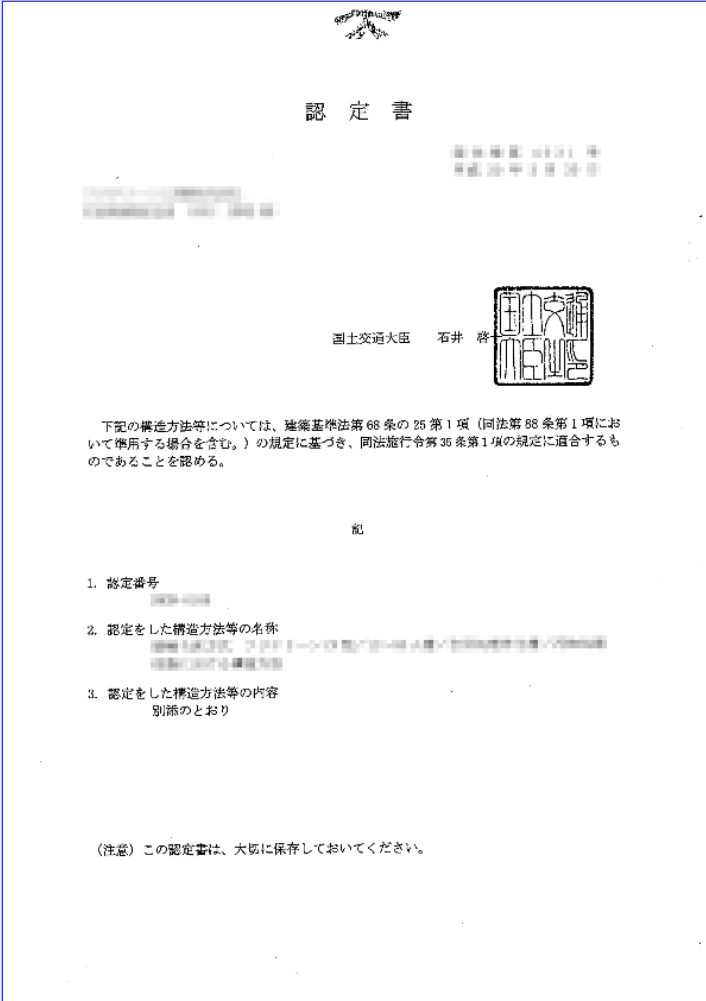 認定書
国土交通大臣 石井 啓一
下記の構造方法等については、建築基準法第68条の25第1項（同法第88条第1項にお
いて準用する場合を含む。）の規定に基づき、同法施行令第35条第1項の規定に適合するも
のであることを認める。
記
1. 認定番号
2. 認定をした構造方法等の名称
3. 認定をした構造方法等の内容
別添のとおり
（注意）この認定書は、大切に保存しておいてください。